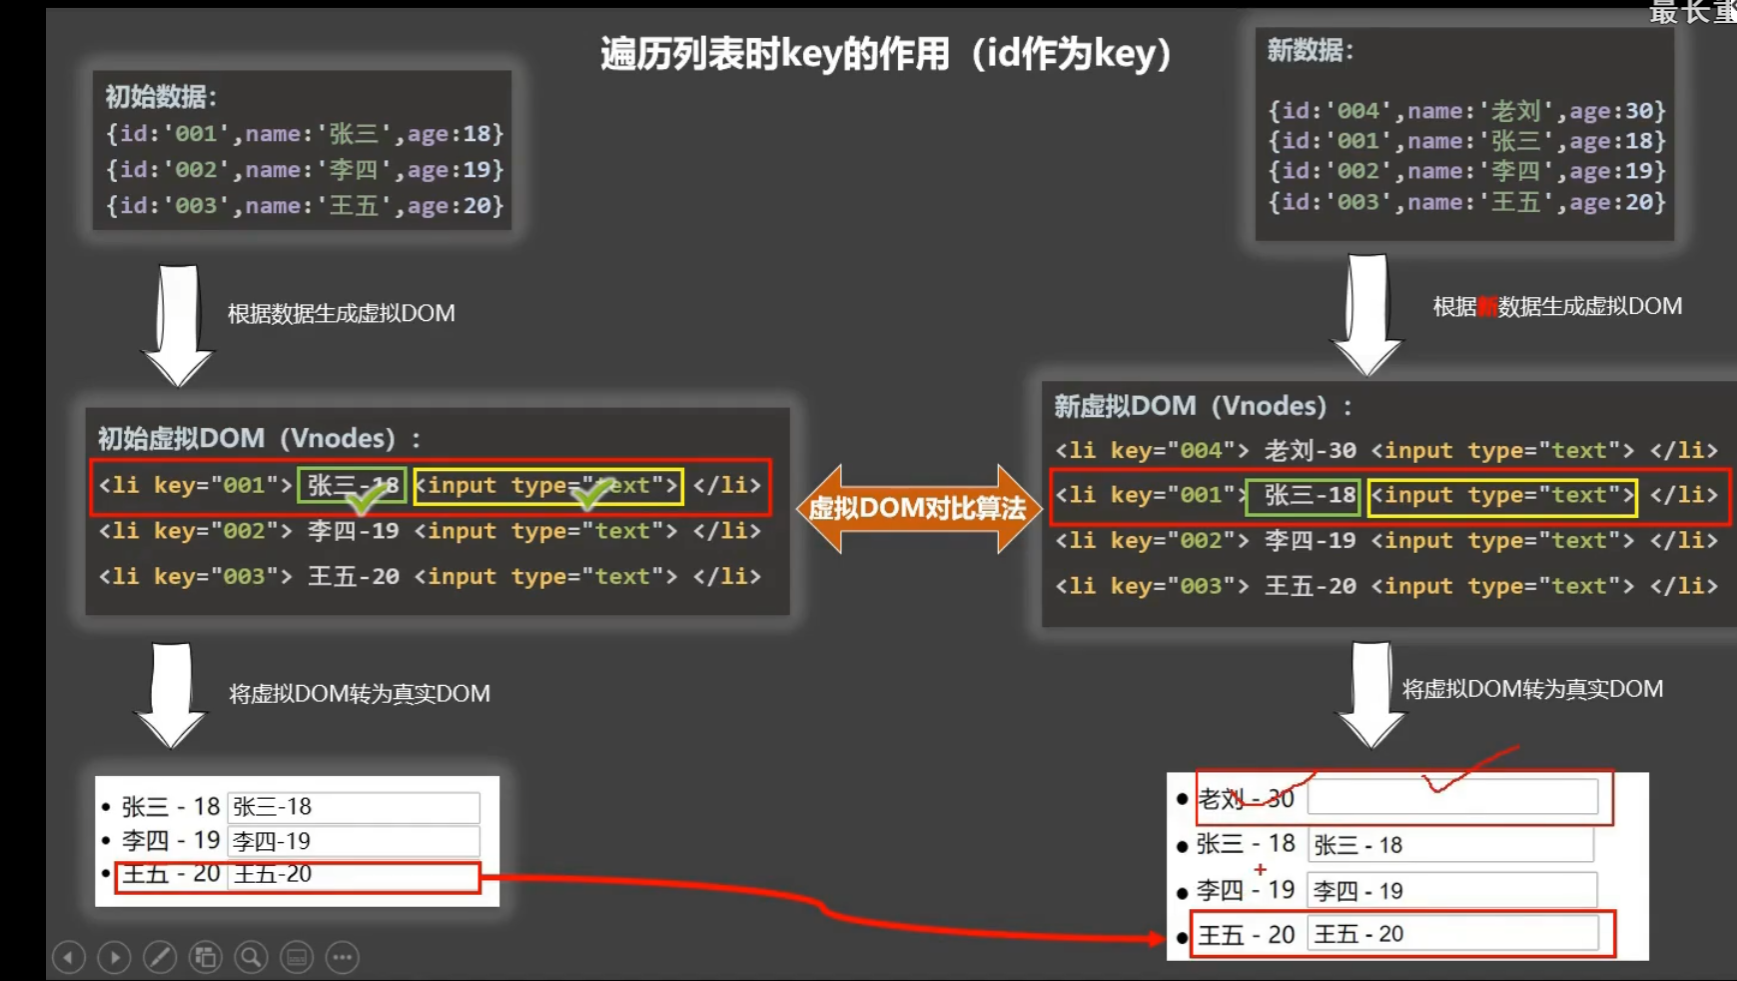 最长重
遍历列表时key的作用（id作为key）
初始数据：
{id:'001',name:'张三',age:18}
{id:'002',name:'李四',age:19}
{id:'003',name:'王五',age:20}
新数据：
{id:'004',name:'老刘',age:30}
{id:'001',name:'张三',age:18}
{id:'002',name:'李四',age:19}
{id:'003',name:'王五',age:20}
根据数据生成虚拟DOM
根据新数据生成虚拟DOM
初始虚拟DOM（Vnodes）：
<li key="001"> 张三-18 <input type="text"> </li>
<li key="002"> 李四-19 <input type="text"> </li>
<li key="003"> 王五-20 <input type="text"> </li>
虚拟DOM对比算法
新虚拟DOM（Vnodes）：
<li key="004"> 老刘-30 <input type="text"> </li>
<li key="001"> 张三-18 <input type="text"> </li>
<li key="002"> 李四-19 <input type="text"> </li>
<li key="003"> 王五-20 <input type="text"> </li>
将虚拟DOM转为真实DOM
将虚拟DOM转为真实DOM
张三 - 18 张三-18
李四 - 19 李四-19
王五 - 20 王五-20
老刘 - 30
张三 - 18 张三 - 18
李四 - 19 李四 - 19
王五 - 20 王五 - 20